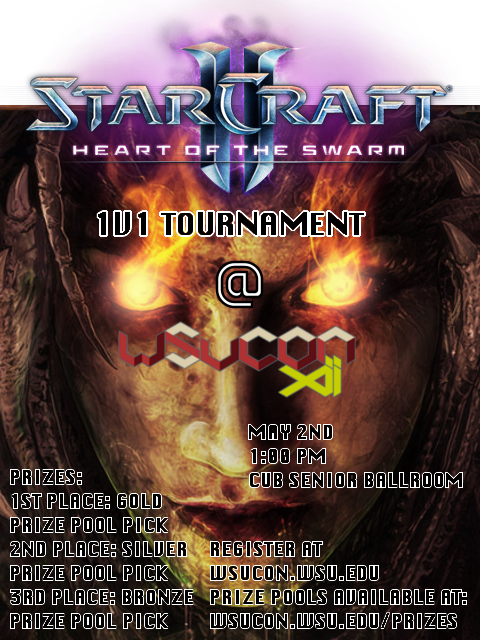 STARCRAFT II
HEART OF THE SWARM
1V1 TOURNAMENT
@
WSUCON
XII
MAY 2ND
1:00 PM
CUB SENIOR BALLROOM
PRIZES:
1ST PLACE: GOLD
PRIZE POOL PICK
2ND PLACE: SILVER
PRIZE POOL PICK
3RD PLACE: BRONZE
PRIZE POOL PICK
REGISTER AT
WSUCON.WSU.EDU
PRIZE POOLS AVAILABLE AT:
WSUCON.WSU.EDU/PRIZES